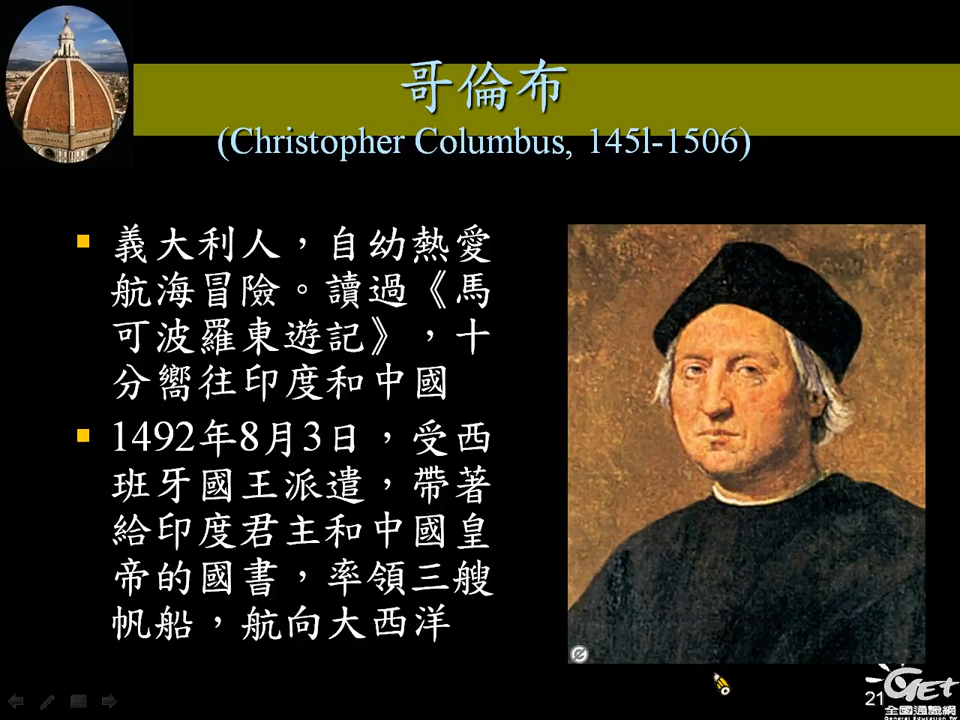 哥倫布
(Christopher Columbus, 145l-1506)
義大利人，自幼熱愛
航海冒險。讀過《馬
可波羅東遊記》，十
分嚮往印度和中國
1492年8月3日，受西
班牙國王派遣，帶著
給印度君主和中國皇
帝的國書，率領三艘
帆船，航向大西洋
21
GET
全國通識網
General Education TW